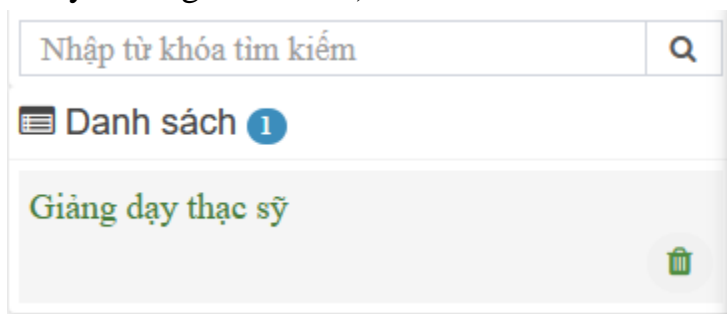 Nhập từ khóa tìm kiếm
Danh sách 1
Giảng dạy thạc sỹ